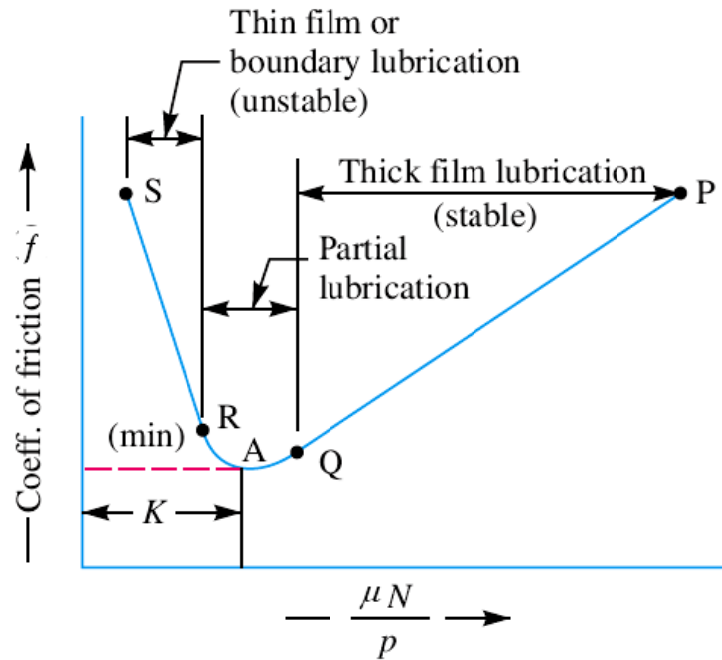 Thin film or
boundary lubrication
(unstable)
Thick film lubrication
(stable)
S
P
Partial
lubrication
R
(min)
A
Q
K
Coeff. of friction f
μN
p